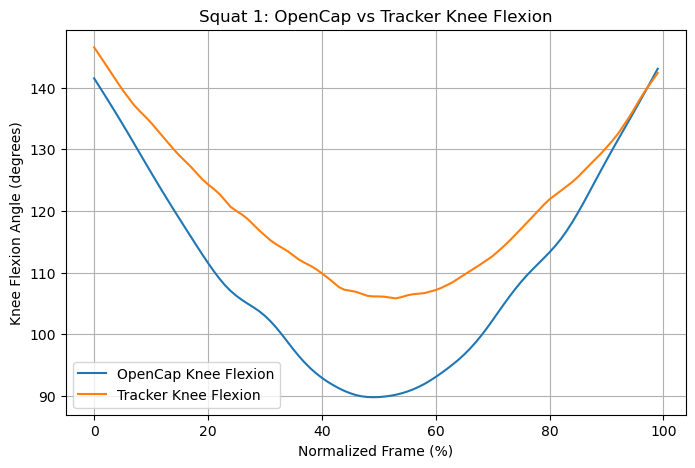 Squat 1: OpenCap vs Tracker Knee Flexion
Knee Flexion Angle (degrees)
140
130
120
110
100
90
OpenCap Knee Flexion
Tracker Knee Flexion
0
20
40
60
80
100
Normalized Frame (%)